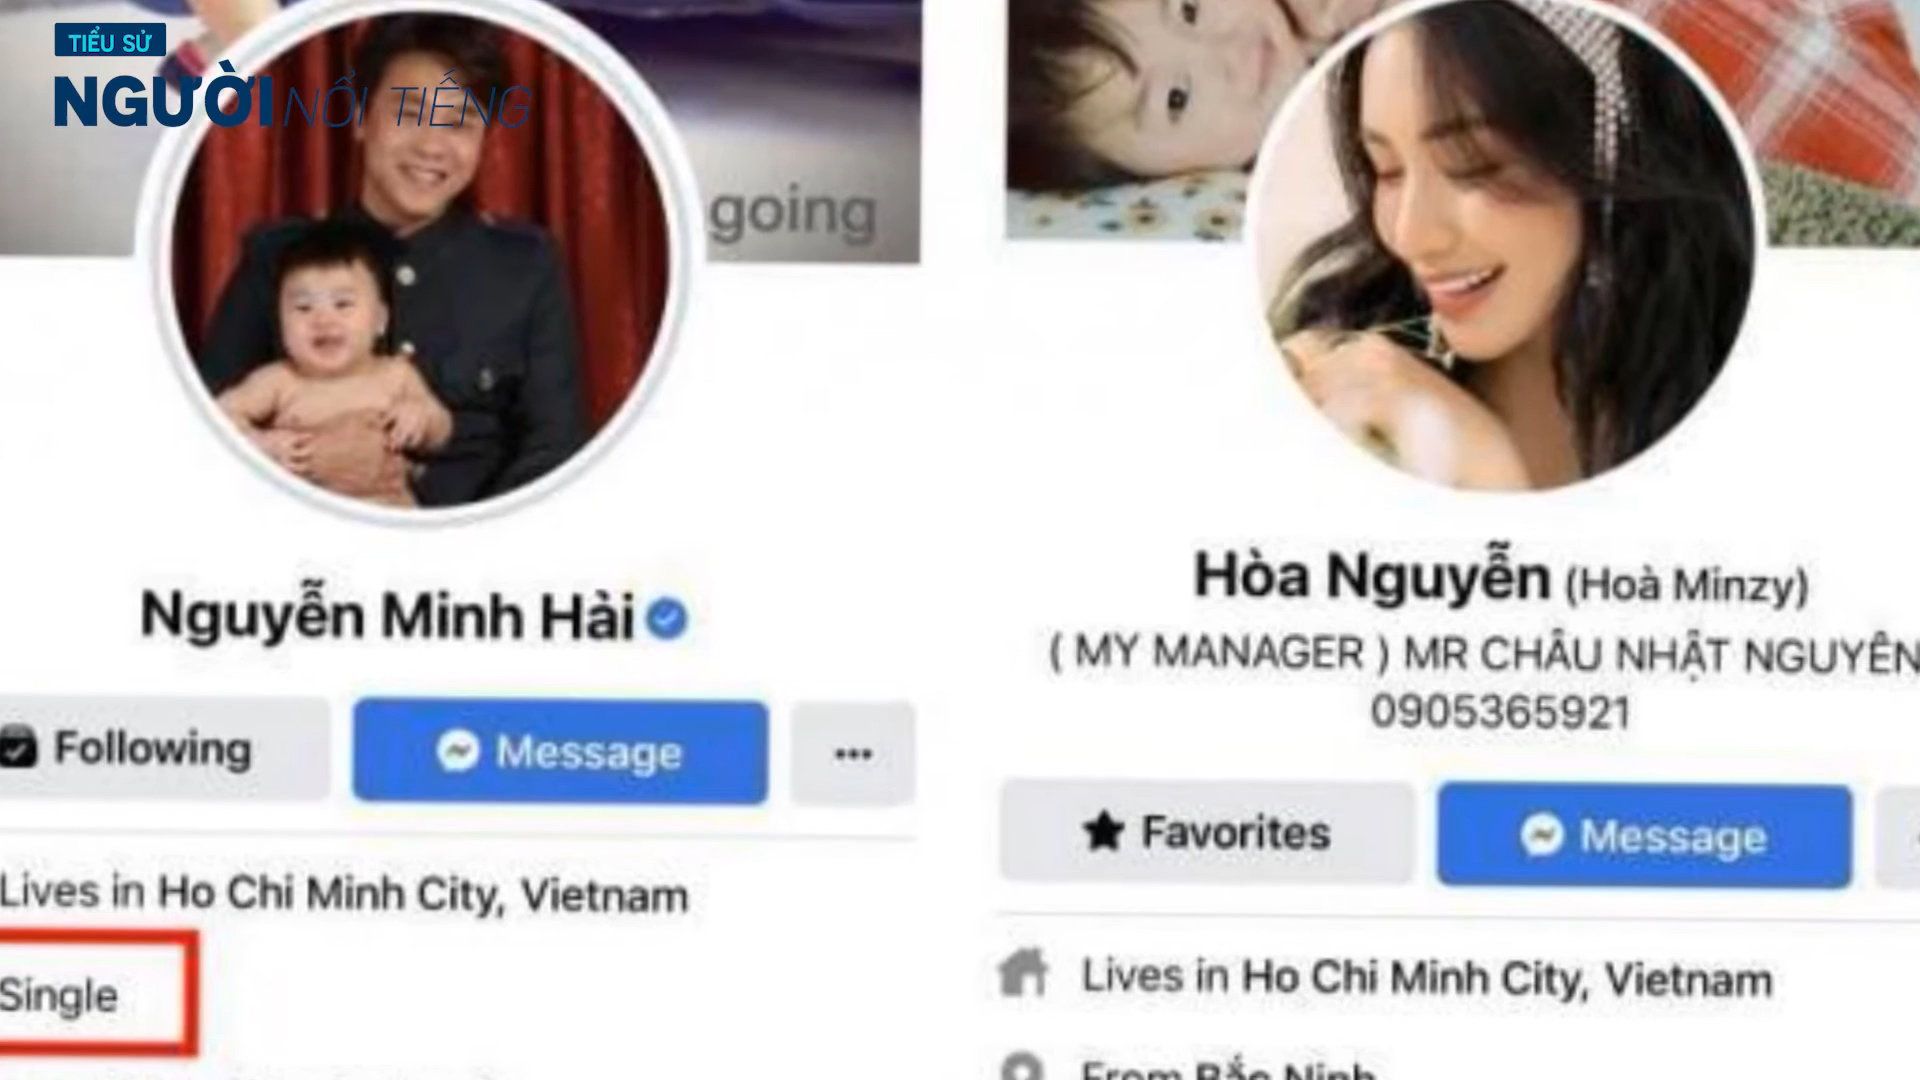 TIỂU SỬ
NGƯỜI NỔI TIẾNG
going
Nguyễn Minh Hải
Following
Message
Lives in Ho Chi Minh City, Vietnam
Single
Hòa Nguyễn (Hoà Minzy)
( MY MANAGER ) MR CHÂU NHẬT NGUYÊN
0905365921
Favorites
Message
Lives in Ho Chi Minh City, Vietnam
From Bắc Ninh